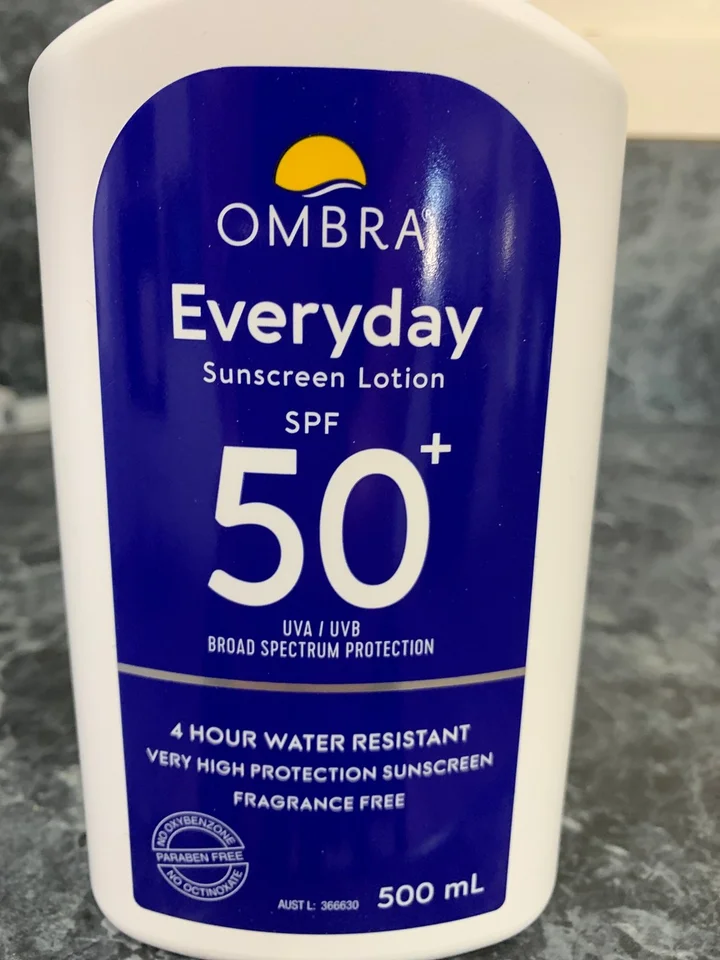 OMBRA®
Everyday
Sunscreen Lotion
SPF
50+
UVA / UVB
BROAD SPECTRUM PROTECTION
4 HOUR WATER RESISTANT
VERY HIGH PROTECTION SUNSCREEN
FRAGRANCE FREE
NO OXYBENZONE
PARABEN FREE
NO OCTINOXATE
AUST L: 366630
500 mL